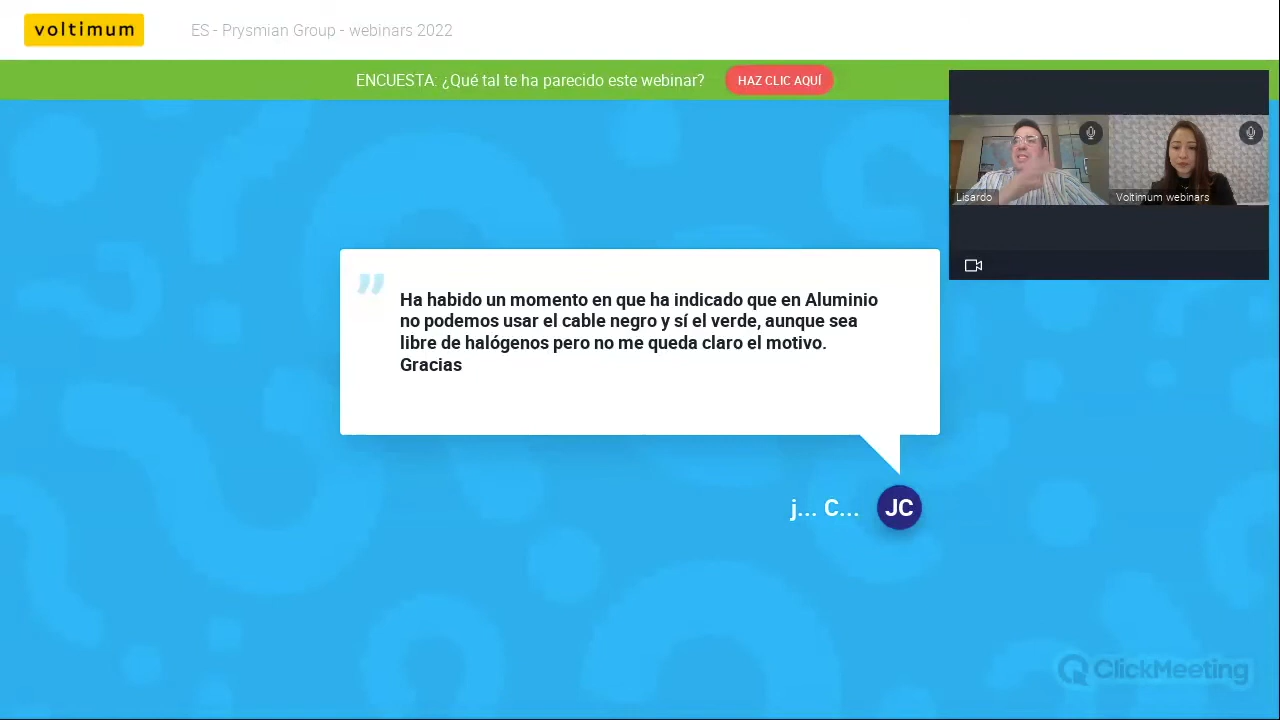 voltimum
ES - Prysmian Group - webinars 2022
ENCUESTA: ¿Qué tal te ha parecido este webinar?
HAZ CLIC AQUÍ
Lisardo
Voltimum webinars
Ha habido un momento en que ha indicado que en Aluminio
no podemos usar el cable negro y sí el verde, aunque sea
libre de halógenos pero no me queda claro el motivo.
Gracias
j... C...
JC
ClickMeeting